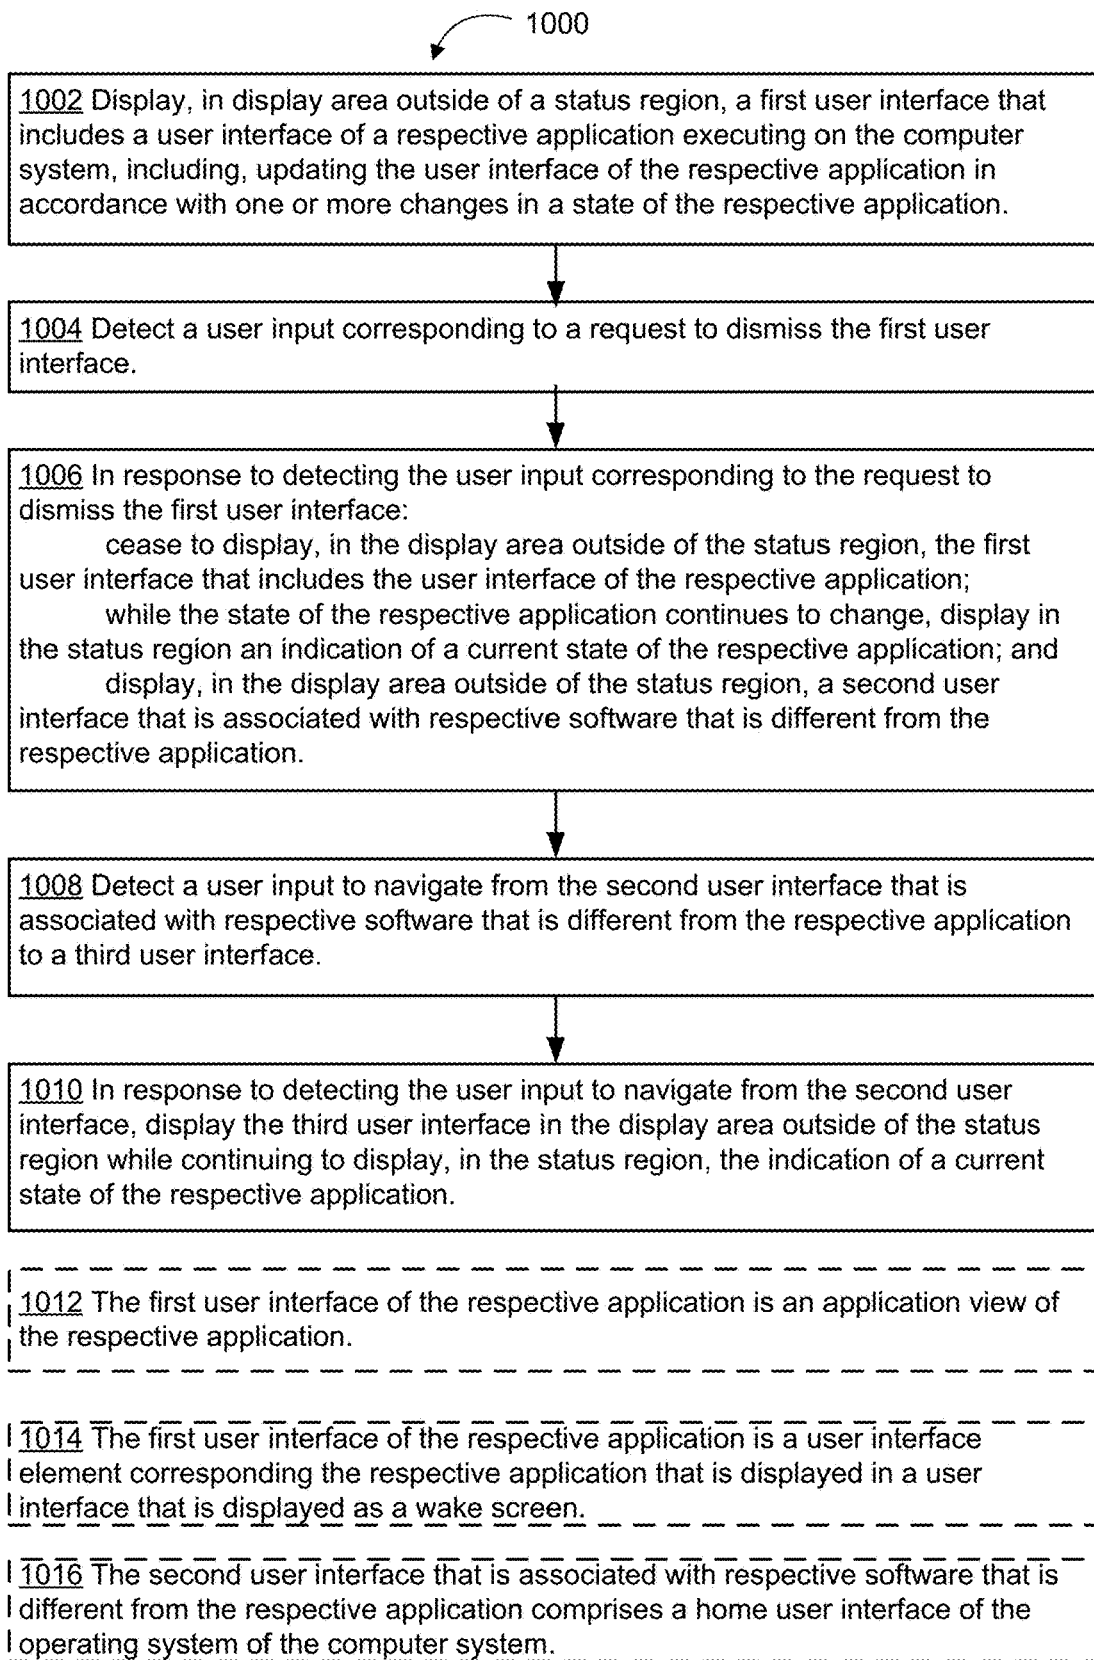 1000
1002 Display, in display area outside of a status region, a first user interface that
includes a user interface of a respective application executing on the computer
system, including, updating the user interface of the respective application in
accordance with one or more changes in a state of the respective application.
1004 Detect a user input corresponding to a request to dismiss the first user
interface.
1006 In response to detecting the user input corresponding to the request to
dismiss the first user interface:
cease to display, in the display area outside of the status region, the first
user interface that includes the user interface of the respective application;
while the state of the respective application continues to change, display in
the status region an indication of a current state of the respective application; and
display, in the display area outside of the status region, a second user
interface that is associated with respective software that is different from the
respective application.
1008 Detect a user input to navigate from the second user interface that is
associated with respective software that is different from the respective application
to a third user interface.
1010 In response to detecting the user input to navigate from the second user
interface, display the third user interface in the display area outside of the status
region while continuing to display, in the status region, the indication of a current
state of the respective application.
1012 The first user interface of the respective application is an application view of
the respective application.
1014 The first user interface of the respective application is a user interface
element corresponding the respective application that is displayed in a user
interface that is displayed as a wake screen.
1016 The second user interface that is associated with respective software that is
different from the respective application comprises a home user interface of the
operating system of the computer system.